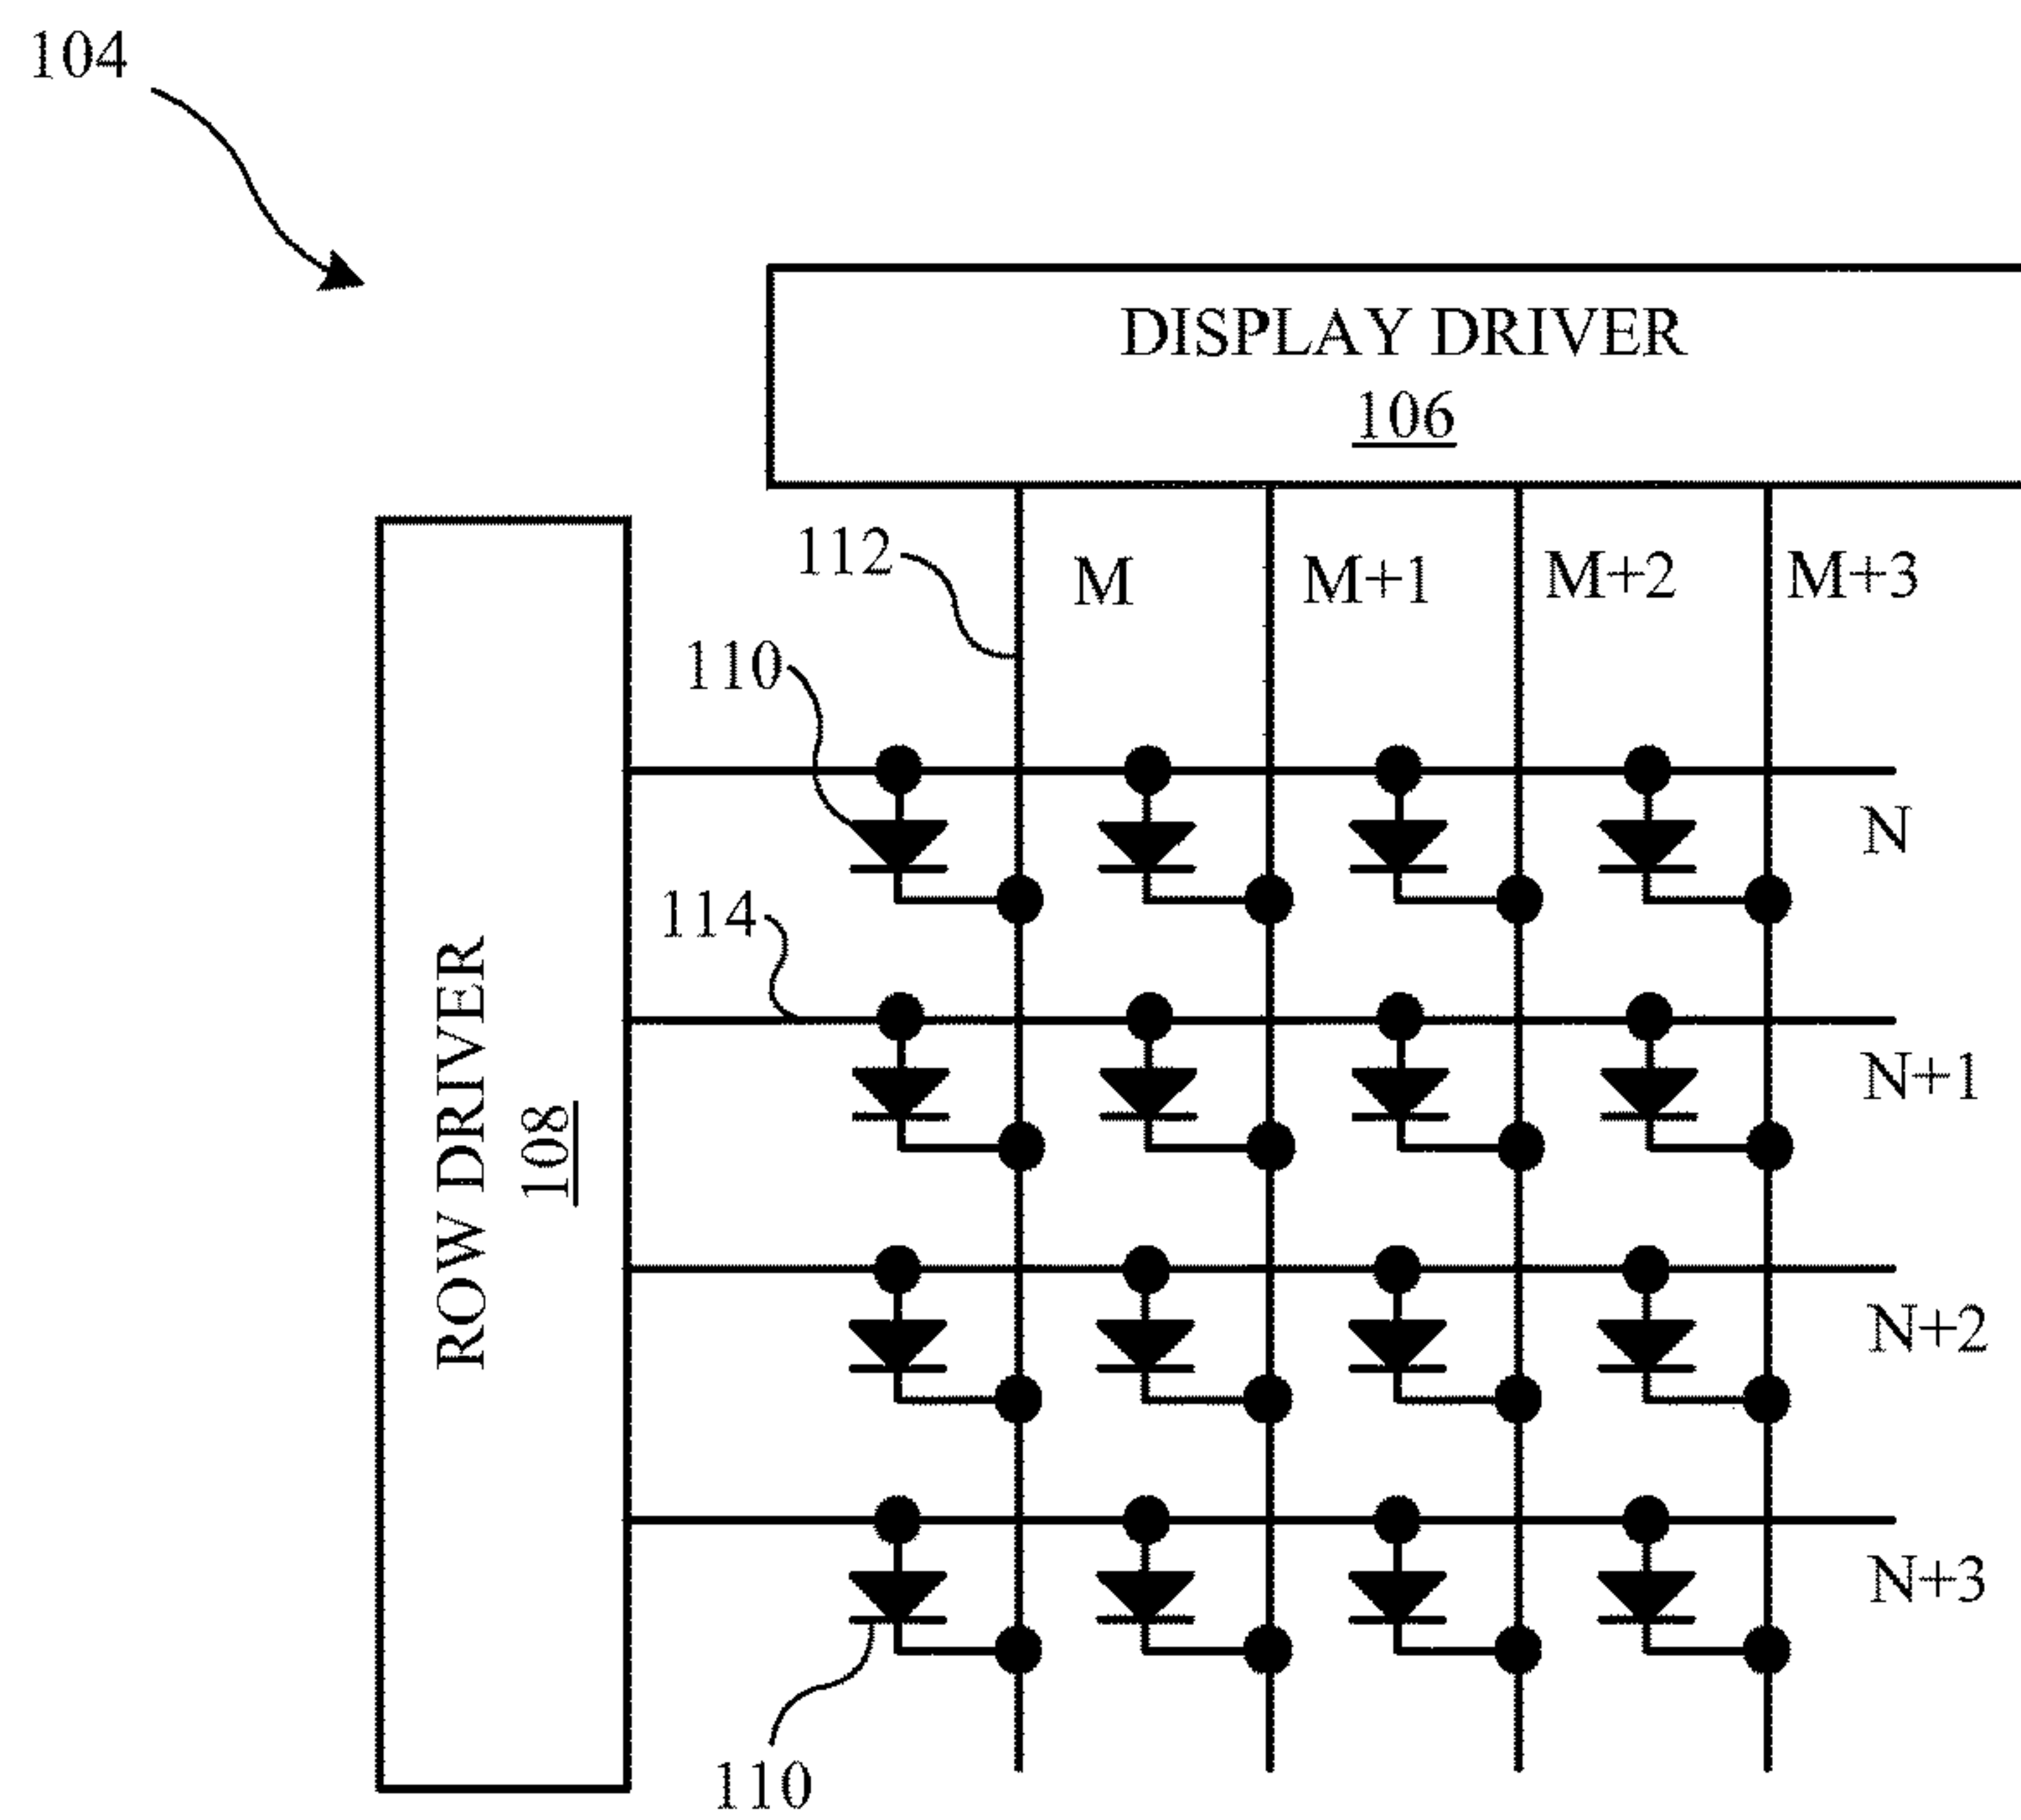 104
DISPLAY DRIVER
106
112
M
M+1
M+2
M+3
110
N
114
ROW DRIVER
108
N+1
N+2
N+3
110